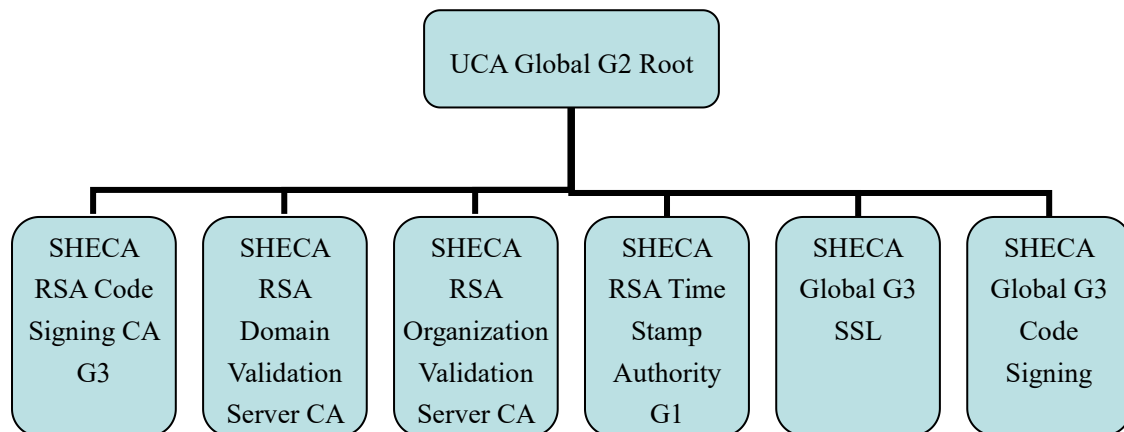 UCA Global G2 Root
SHECA
RSA Code
Signing CA
G3
SHECA
RSA
Domain
Validation
Server CA
SHECA
RSA
Organization
Validation
Server CA
SHECA
RSA Time
Stamp
Authority
G1
SHECA
Global G3
SSL
SHECA
Global G3
Code
Signing